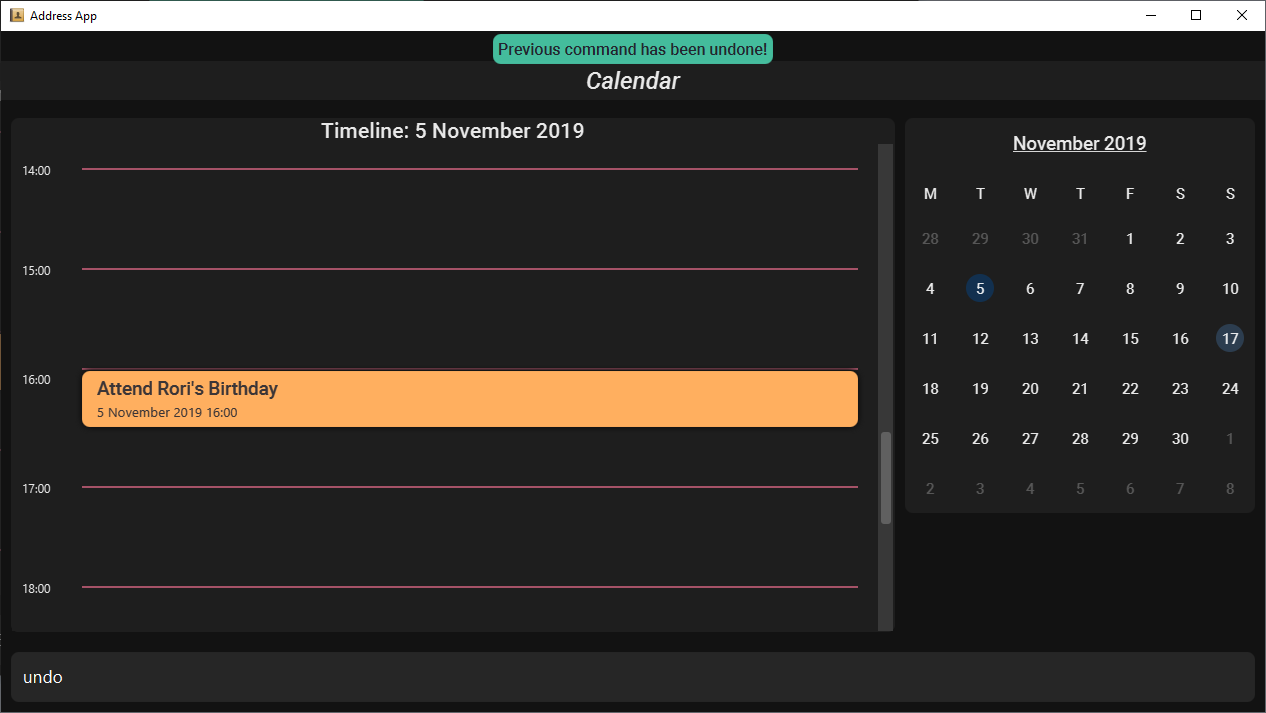 Address App
Previous command has been undone!
Calendar
Timeline: 5 November 2019
14:00
15:00
16:00
Attend Rori's Birthday
5 November 2019 16:00
17:00
18:00
November 2019
M T W T F S S
28 29 30 31 1 2 3
4 5 6 7 8 9 10
11 12 13 14 15 16 17
18 19 20 21 22 23 24
25 26 27 28 29 30 1
2 3 4 5 6 7 8
undo